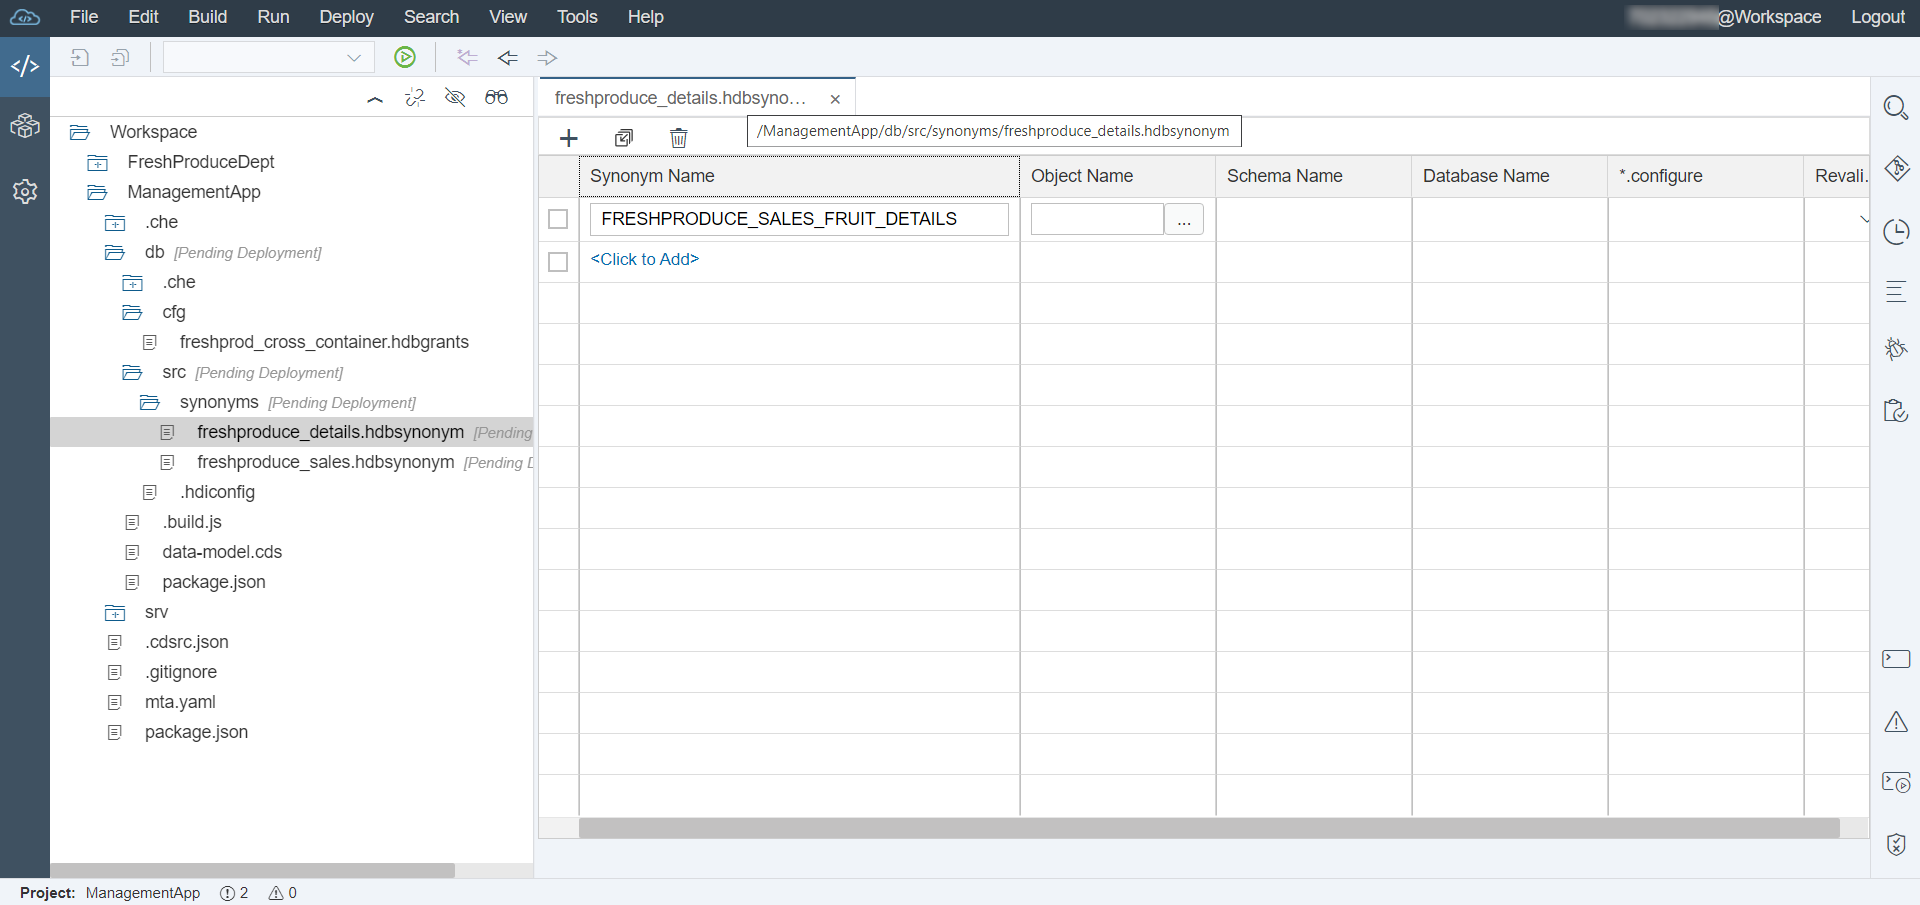 File Edit Build Run Deploy Search View Tools Help @Workspace Logout
freshproduce_details.hdbsyno...
/ManagementApp/db/src/synonyms/freshproduce_details.hdbsynonym
Workspace
FreshProduceDept
ManagementApp
.che
db [Pending Deployment]
.che
cfg
freshprod_cross_container.hdbgrants
src [Pending Deployment]
synonyms [Pending Deployment]
freshproduce_details.hdbsynonym [Pending
freshproduce_sales.hdbsynonym [Pending D
.hdiconfig
.build.js
data-model.cds
package.json
srv
.cdsrc.json
.gitignore
mta.yaml
package.json
Synonym Name Object Name Schema Name Database Name *.configure Revali...
FRESHPRODUCE_SALES_FRUIT_DETAILS ...
<Click to Add>
Project: ManagementApp 2 0